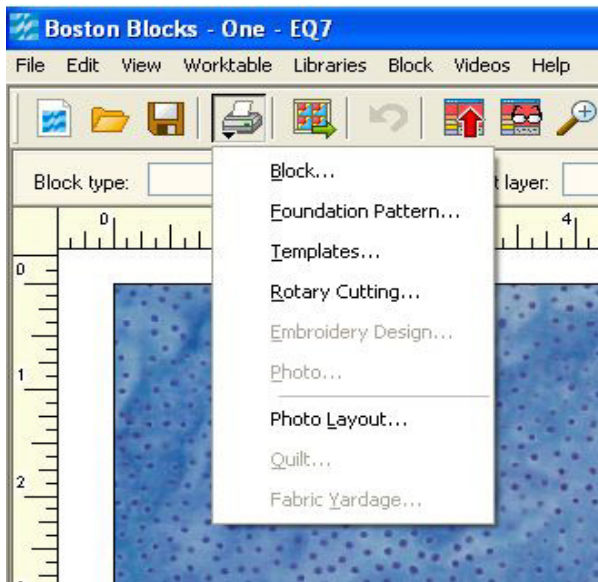 Boston Blocks - One - EQ7
File Edit View Worktable Libraries Block Videos Help
Block type: layer:
0 4
0
1
2
Block...
Foundation Pattern...
Templates...
Rotary Cutting...
Embroidery Design...
Photo...
Photo Layout...
Quilt...
Fabric Yardage...